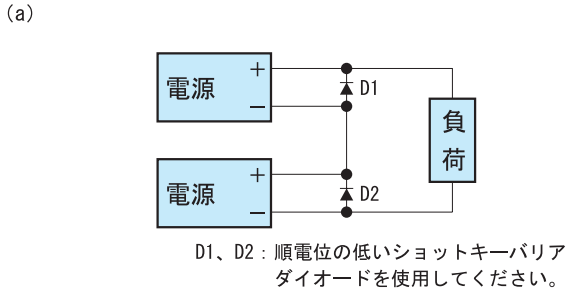 (a)
電源
+
−
D1
負
荷
電源
+
−
D2
D1、D2：順電位の低いショットキーバリア
ダイオードを使用してください。